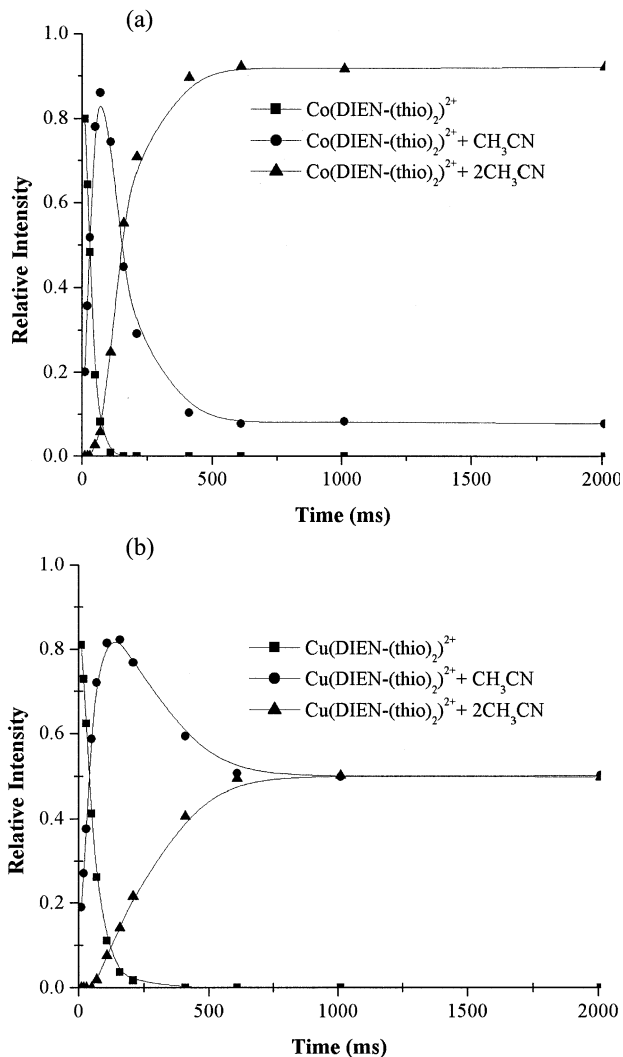 (a)
1.0
0.8
0.6
0.4
0.2
0.0
Relative Intensity
Co(DIEN-(thio)₂)²⁺
Co(DIEN-(thio)₂)²⁺ + CH₃CN
Co(DIEN-(thio)₂)²⁺ + 2CH₃CN
0 500 1000 1500 2000
Time (ms)
(b)
1.0
0.8
0.6
0.4
0.2
0.0
Relative Intensity
Cu(DIEN-(thio)₂)²⁺
Cu(DIEN-(thio)₂)²⁺ + CH₃CN
Cu(DIEN-(thio)₂)²⁺ + 2CH₃CN
0 500 1000 1500 2000
Time (ms)